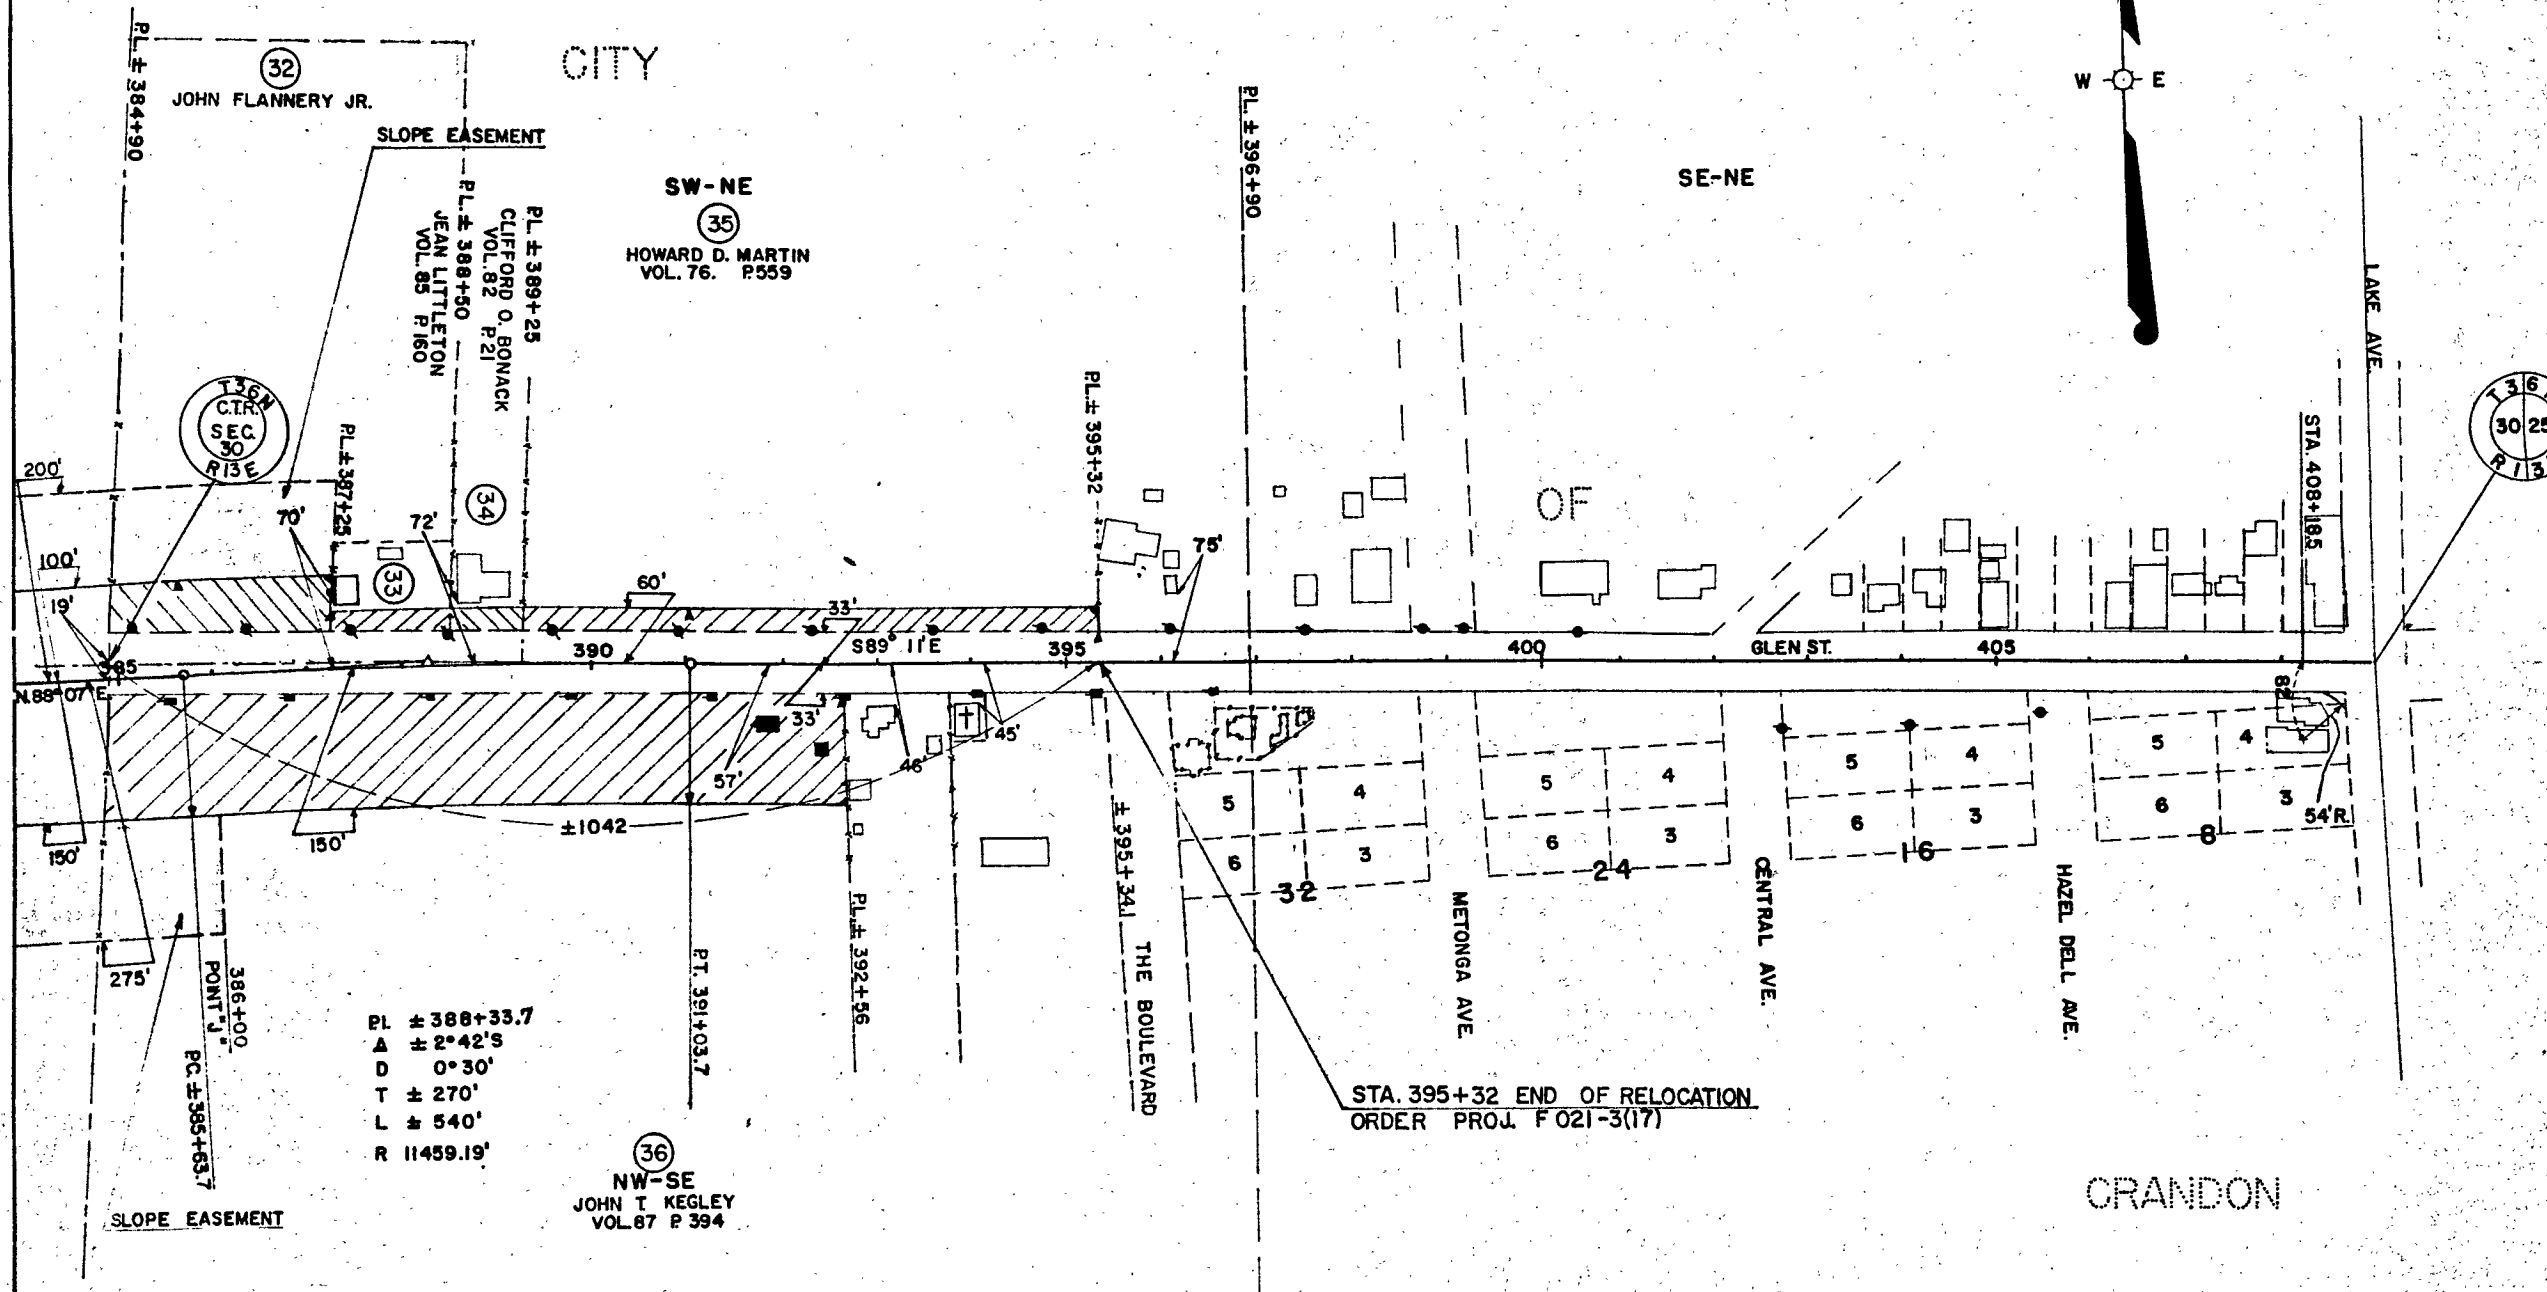 CITY
32
JOHN FLANNERY JR.
P.L. ± 384+90
SLOPE EASEMENT
SW-NE
35
HOWARD D. MARTIN
VOL. 76. P.559
P.L. ± 389+25
CLIFFORD O. BONACK
VOL. 82 P.21
P.L. ± 388+50
JEAN LITTLETON
VOL. 85 P.160
P.L. ± 396+90
SE-NE
W E
LAKE AVE.
T36N
C.T.R.
SEC.
30
R13E
P.L. ± 387+25
P.L. ± 395+32
STA. 408+18.5
T36
30 25
R13
200'
70'
72'
34
33
100'
19'
60'
33'
75'
OF
385
390
S89° 11'E
395
400
GLEN ST.
405
N.88°07'E
82'
33'
57'
46'
45'
5
4
6
3
32
5
4
6
3
24
5
4
6
3
16
5
4
6
3
8
54'R.
150'
150'
±1042
275'
± 395+34.1
THE BOULEVARD
METONGA AVE.
CENTRAL AVE.
HAZEL DELL AVE.
P.L. ± 392+56
P.T. 391+03.7
386+00
POINT "J"
P.C. ± 385+63.7
P.I. ± 388+33.7
Δ ± 2°42'S
D 0°30'
T ± 270'
L ± 540'
R 11459.19'
SLOPE EASEMENT
36
NW-SE
JOHN T. KEGLEY
VOL.87 P.394
STA. 395+32 END OF RELOCATION
ORDER PROJ. F 021-3(17)
CRANDON